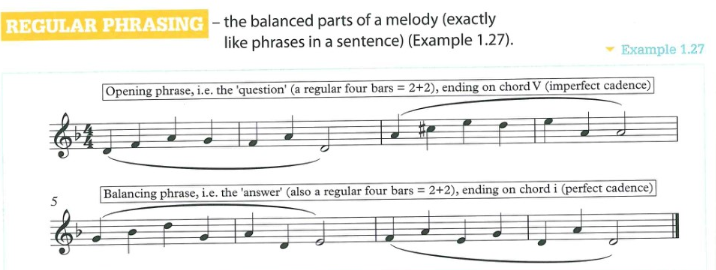 REGULAR PHRASING – the balanced parts of a melody (exactly
like phrases in a sentence) (Example 1.27).
Example 1.27
Opening phrase, i.e. the 'question' (a regular four bars = 2+2), ending on chord V (imperfect cadence)
4
4
5
Balancing phrase, i.e. the 'answer' (also a regular four bars = 2+2), ending on chord i (perfect cadence)